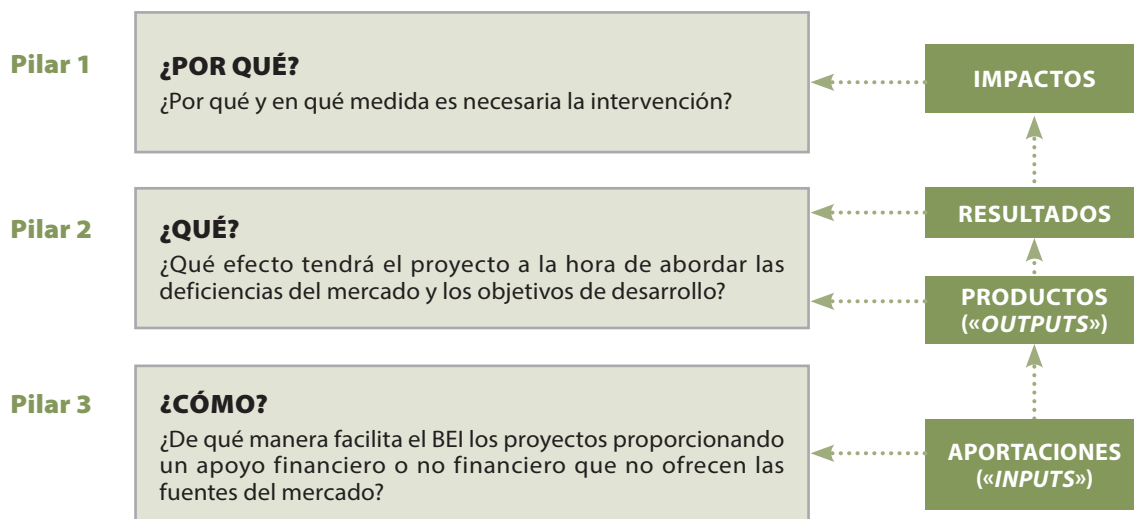 Pilar 1
¿POR QUÉ?
¿Por qué y en qué medida es necesaria la intervención?
IMPACTOS
Pilar 2
¿QUÉ?
¿Qué efecto tendrá el proyecto a la hora de abordar las
deficiencias del mercado y los objetivos de desarrollo?
RESULTADOS
PRODUCTOS
(«OUTPUTS»)
Pilar 3
¿CÓMO?
¿De qué manera facilita el BEI los proyectos proporcionando
un apoyo financiero o no financiero que no ofrecen las
fuentes del mercado?
APORTACIONES
(«INPUTS»)